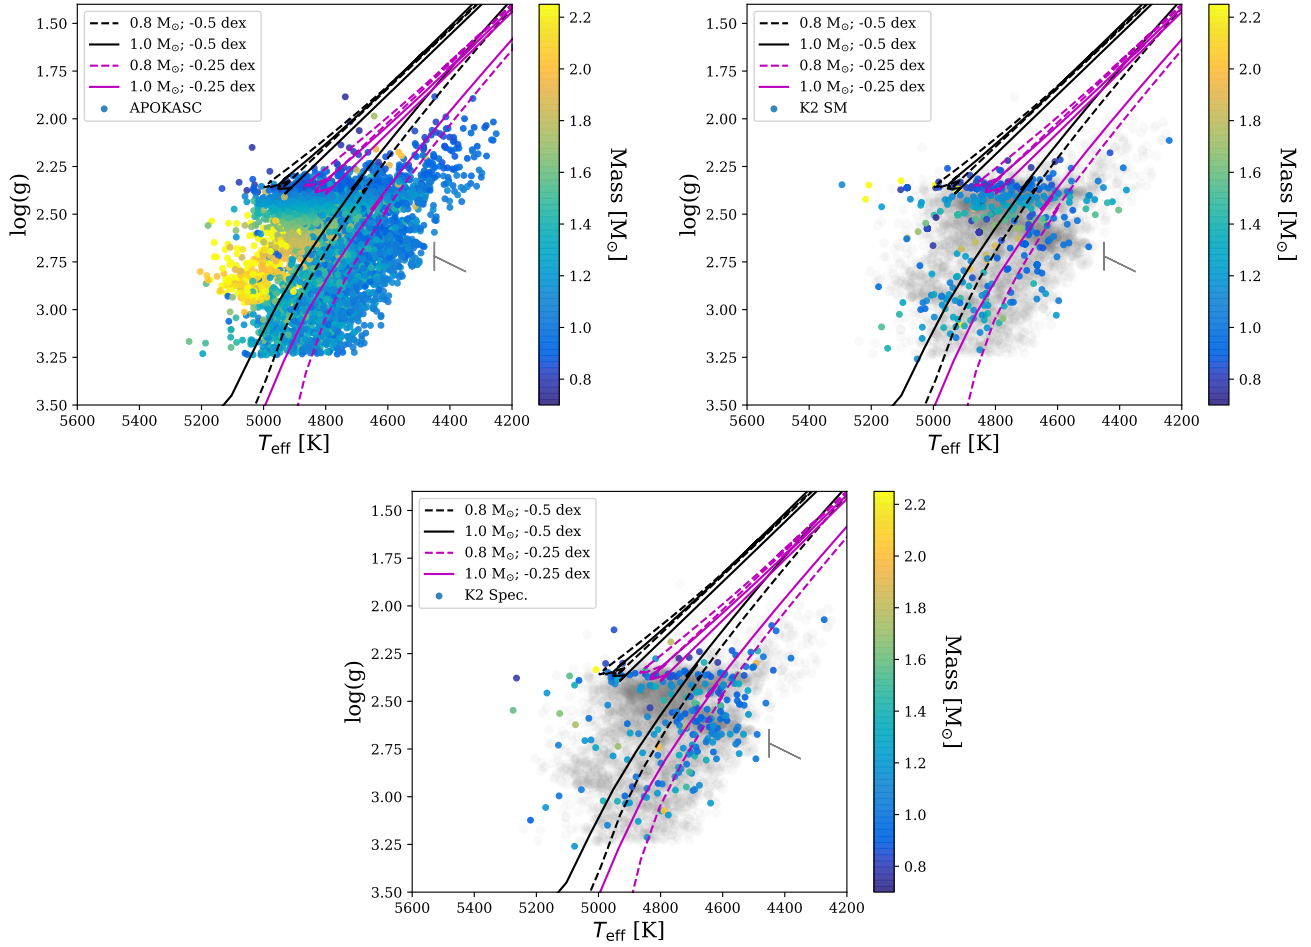 0.8 M⊙; -0.5 dex
1.0 M⊙; -0.5 dex
0.8 M⊙; -0.25 dex
1.0 M⊙; -0.25 dex
APOKASC
1.50
1.75
2.00
2.25
2.50
2.75
3.00
3.25
3.50
log(g)
5600 5400 5200 5000 4800 4600 4400 4200
Teff [K]
2.2
2.0
1.8
1.6
1.4
1.2
1.0
0.8
Mass [M⊙]
0.8 M⊙; -0.5 dex
1.0 M⊙; -0.5 dex
0.8 M⊙; -0.25 dex
1.0 M⊙; -0.25 dex
K2 SM
1.50
1.75
2.00
2.25
2.50
2.75
3.00
3.25
3.50
log(g)
5600 5400 5200 5000 4800 4600 4400 4200
Teff [K]
2.2
2.0
1.8
1.6
1.4
1.2
1.0
0.8
Mass [M⊙]
0.8 M⊙; -0.5 dex
1.0 M⊙; -0.5 dex
0.8 M⊙; -0.25 dex
1.0 M⊙; -0.25 dex
K2 Spec.
1.50
1.75
2.00
2.25
2.50
2.75
3.00
3.25
3.50
log(g)
5600 5400 5200 5000 4800 4600 4400 4200
Teff [K]
2.2
2.0
1.8
1.6
1.4
1.2
1.0
0.8
Mass [M⊙]